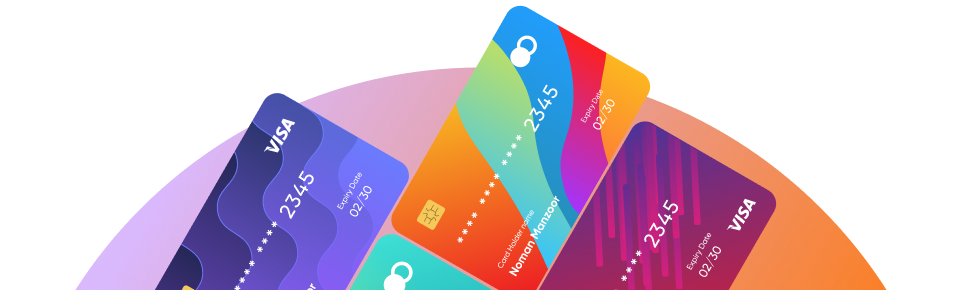 VISA
**** 2345
Expiry Date
02/30
2345
**** **** **** 2345
Expiry Date
02/30
Card Holder name
Noman Manzoor
VISA
**** 2345
Expiry Date
02/30